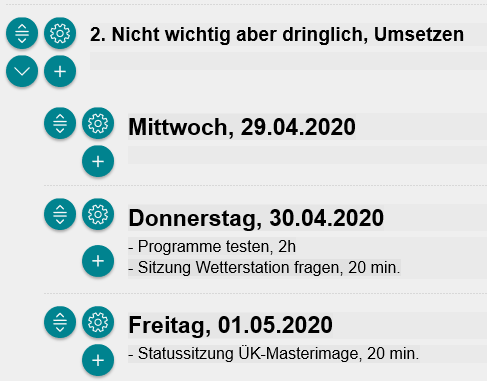 2. Nicht wichtig aber dringlich, Umsetzen
Mittwoch, 29.04.2020
Donnerstag, 30.04.2020
- Programme testen, 2h
- Sitzung Wetterstation fragen, 20 min.
Freitag, 01.05.2020
- Statussitzung ÜK-Masterimage, 20 min.